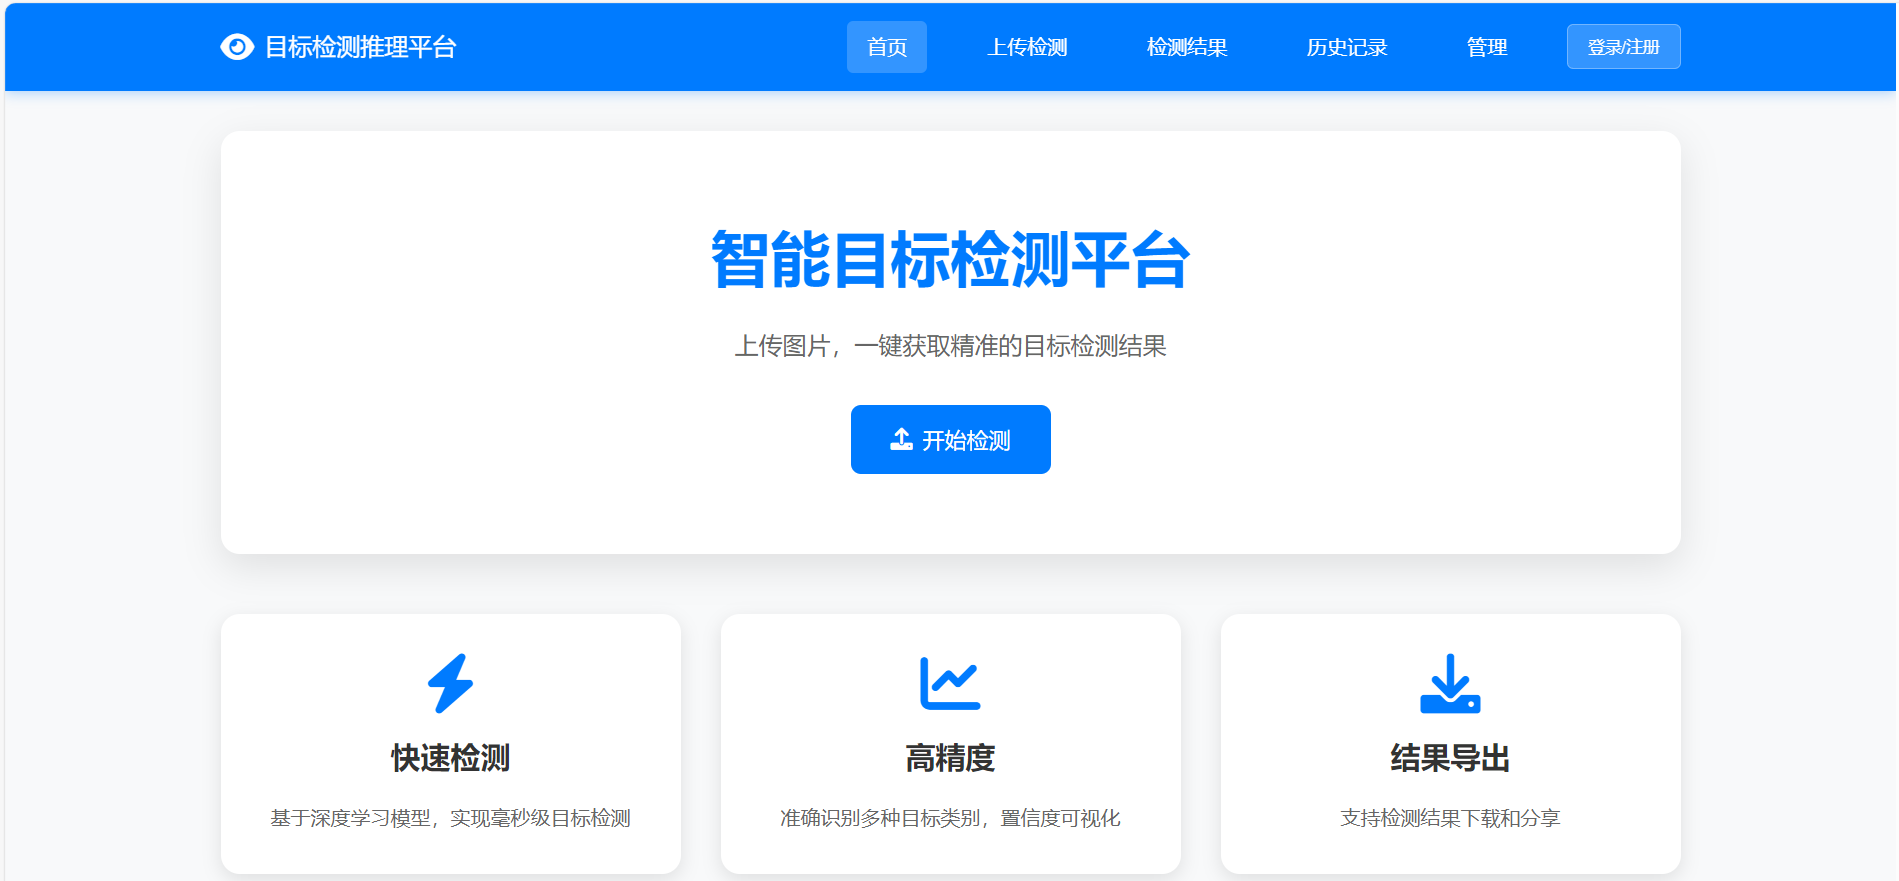 目标检测推理平台
首页
上传检测
检测结果
历史记录
管理
登录/注册
智能目标检测平台
上传图片，一键获取精准的目标检测结果
开始检测
快速检测
基于深度学习模型，实现毫秒级目标检测
高精度
准确识别多种目标类别，置信度可视化
结果导出
支持检测结果下载和分享